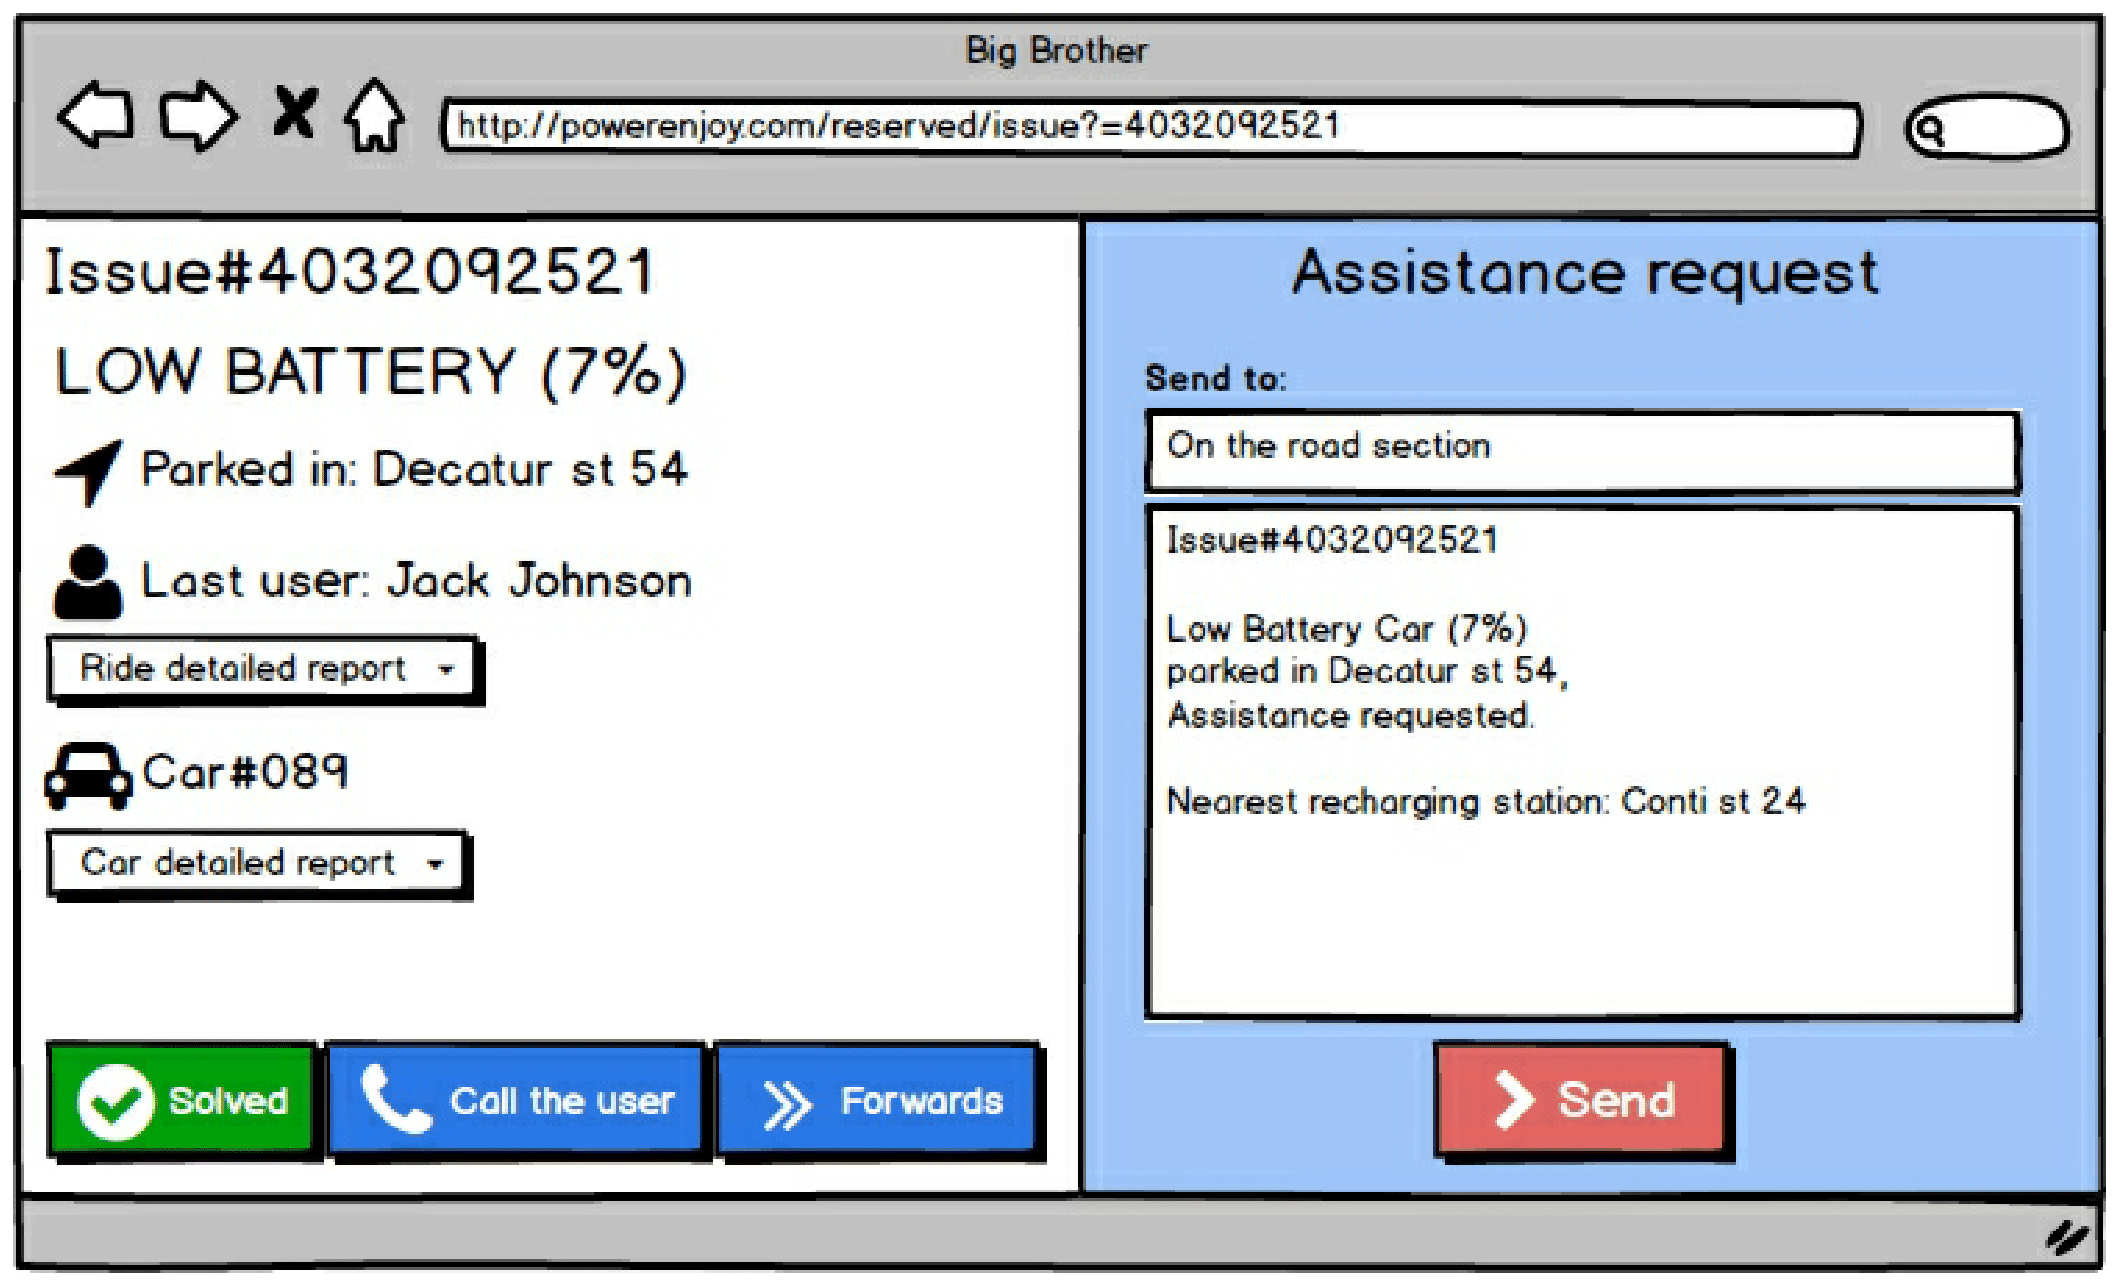 Big Brother
http://powerenjoy.com/reserved/issue?=4032092521
Issue#4032092521
LOW BATTERY (7%)
Parked in: Decatur st 54
Last user: Jack Johnson
Ride detailed report
Car#089
Car detailed report
Solved
Call the user
Forwards
Assistance request
Send to:
On the road section
Issue#4032092521
Low Battery Car (7%)
parked in Decatur st 54,
Assistance requested.
Nearest recharging station: Conti st 24
Send